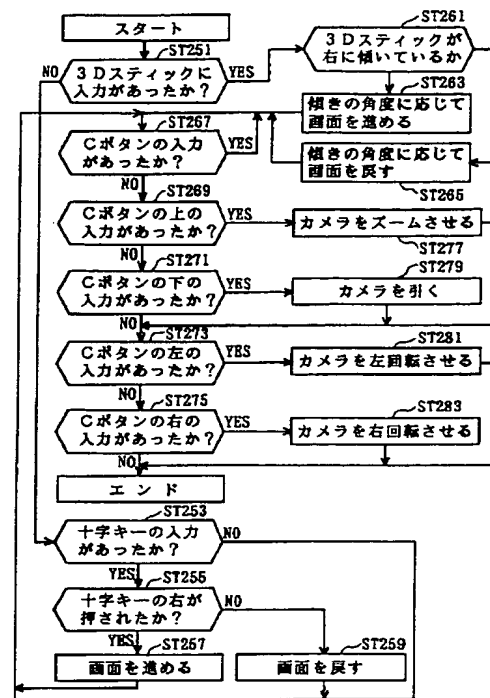 スタート
ST251
3Dスティックに
入力があったか?
NO
YES
ST261
3Dスティックが
右に傾いているか
ST263
傾きの角度に応じて
画面を進める
傾きの角度に応じて
画面を戻す
ST265
ST267
Cボタンの入力
があったか?
YES
NO
ST269
Cボタンの上の
入力があったか?
YES
カメラをズームさせる
ST277
NO
ST271
Cボタンの下の
入力があったか?
YES
ST279
カメラを引く
NO
ST273
Cボタンの左の
入力があったか?
YES
ST281
カメラを左回転させる
NO
ST275
Cボタンの右の
入力があったか?
YES
ST283
カメラを右回転させる
NO
エンド
ST253
十字キーの入力
があったか?
NO
YES
ST255
十字キーの右が
押されたか?
NO
YES
ST257
画面を進める
ST259
画面を戻す